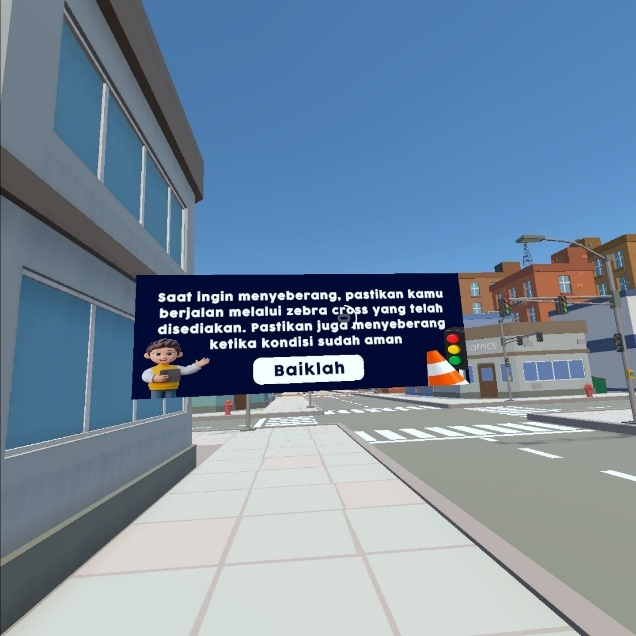 Saat ingin menyeberang, pastikan kamu
berjalan melalui zebra cross yang telah
disediakan. Pastikan juga menyeberang
ketika kondisi sudah aman
Baiklah
OFFICE